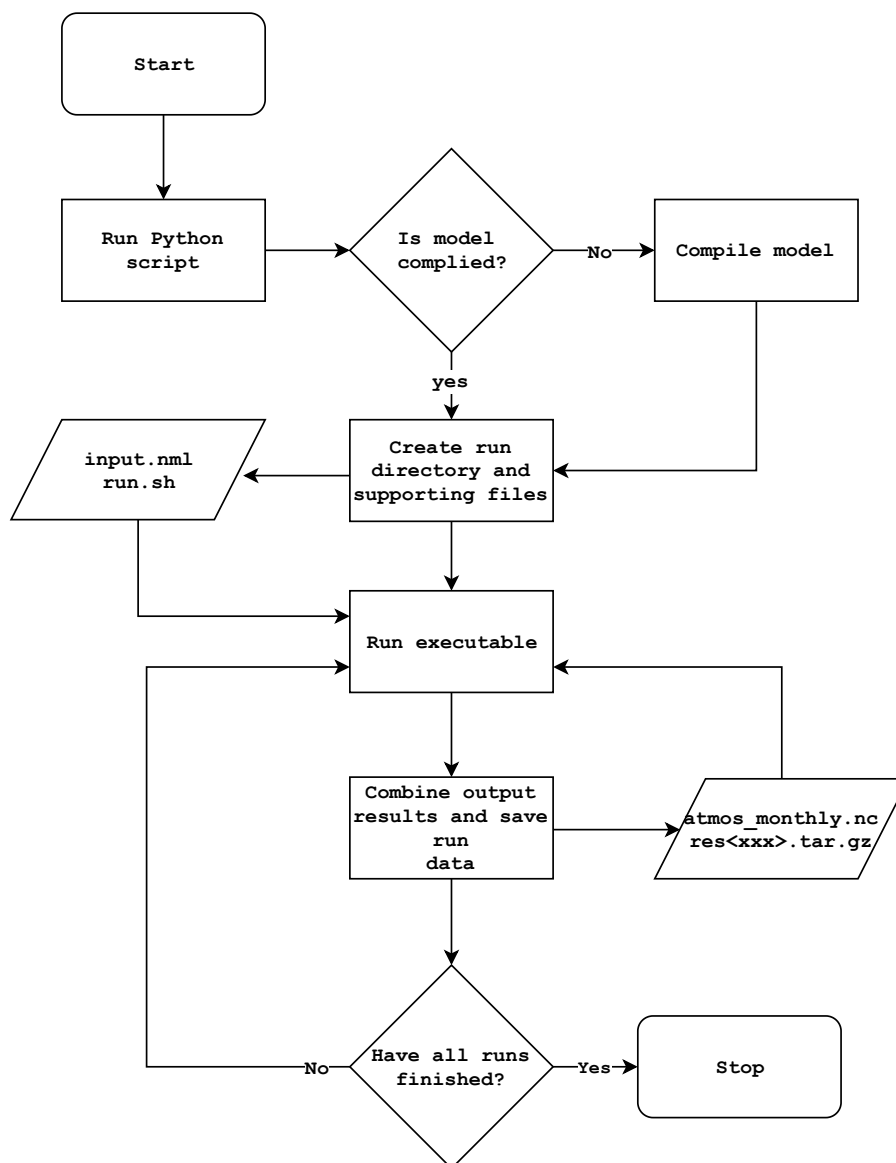 Start
Run Python
script
Is model
complied?
No
Compile model
yes
input.nml
run.sh
Create run
directory and
supporting files
Run executable
Combine output
results and save
run
data
atmos_monthly.nc
res<xxx>.tar.gz
No
Have all runs
finished?
Yes
Stop